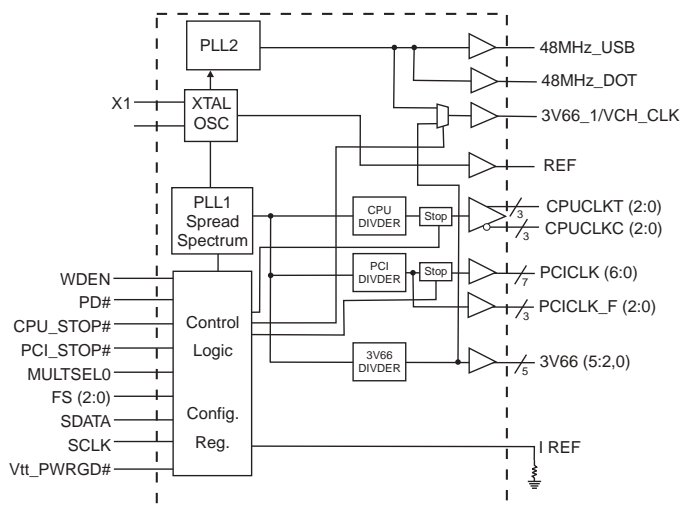 PLL2
48MHz_USB
48MHz_DOT
X1
XTAL
OSC
3V66_1/VCH_CLK
REF
PLL1
Spread
Spectrum
CPU
DIVDER
Stop
3
CPUCLKT (2:0)
3
CPUCLKC (2:0)
WDEN
PD#
CPU_STOP#
PCI_STOP#
MULTSEL0
FS (2:0)
SDATA
SCLK
Vtt_PWRGD#
Control
Logic
Config.
Reg.
PCI
DIVDER
Stop
7
PCICLK (6:0)
3
PCICLK_F (2:0)
3V66
DIVDER
5
3V66 (5:2,0)
I REF